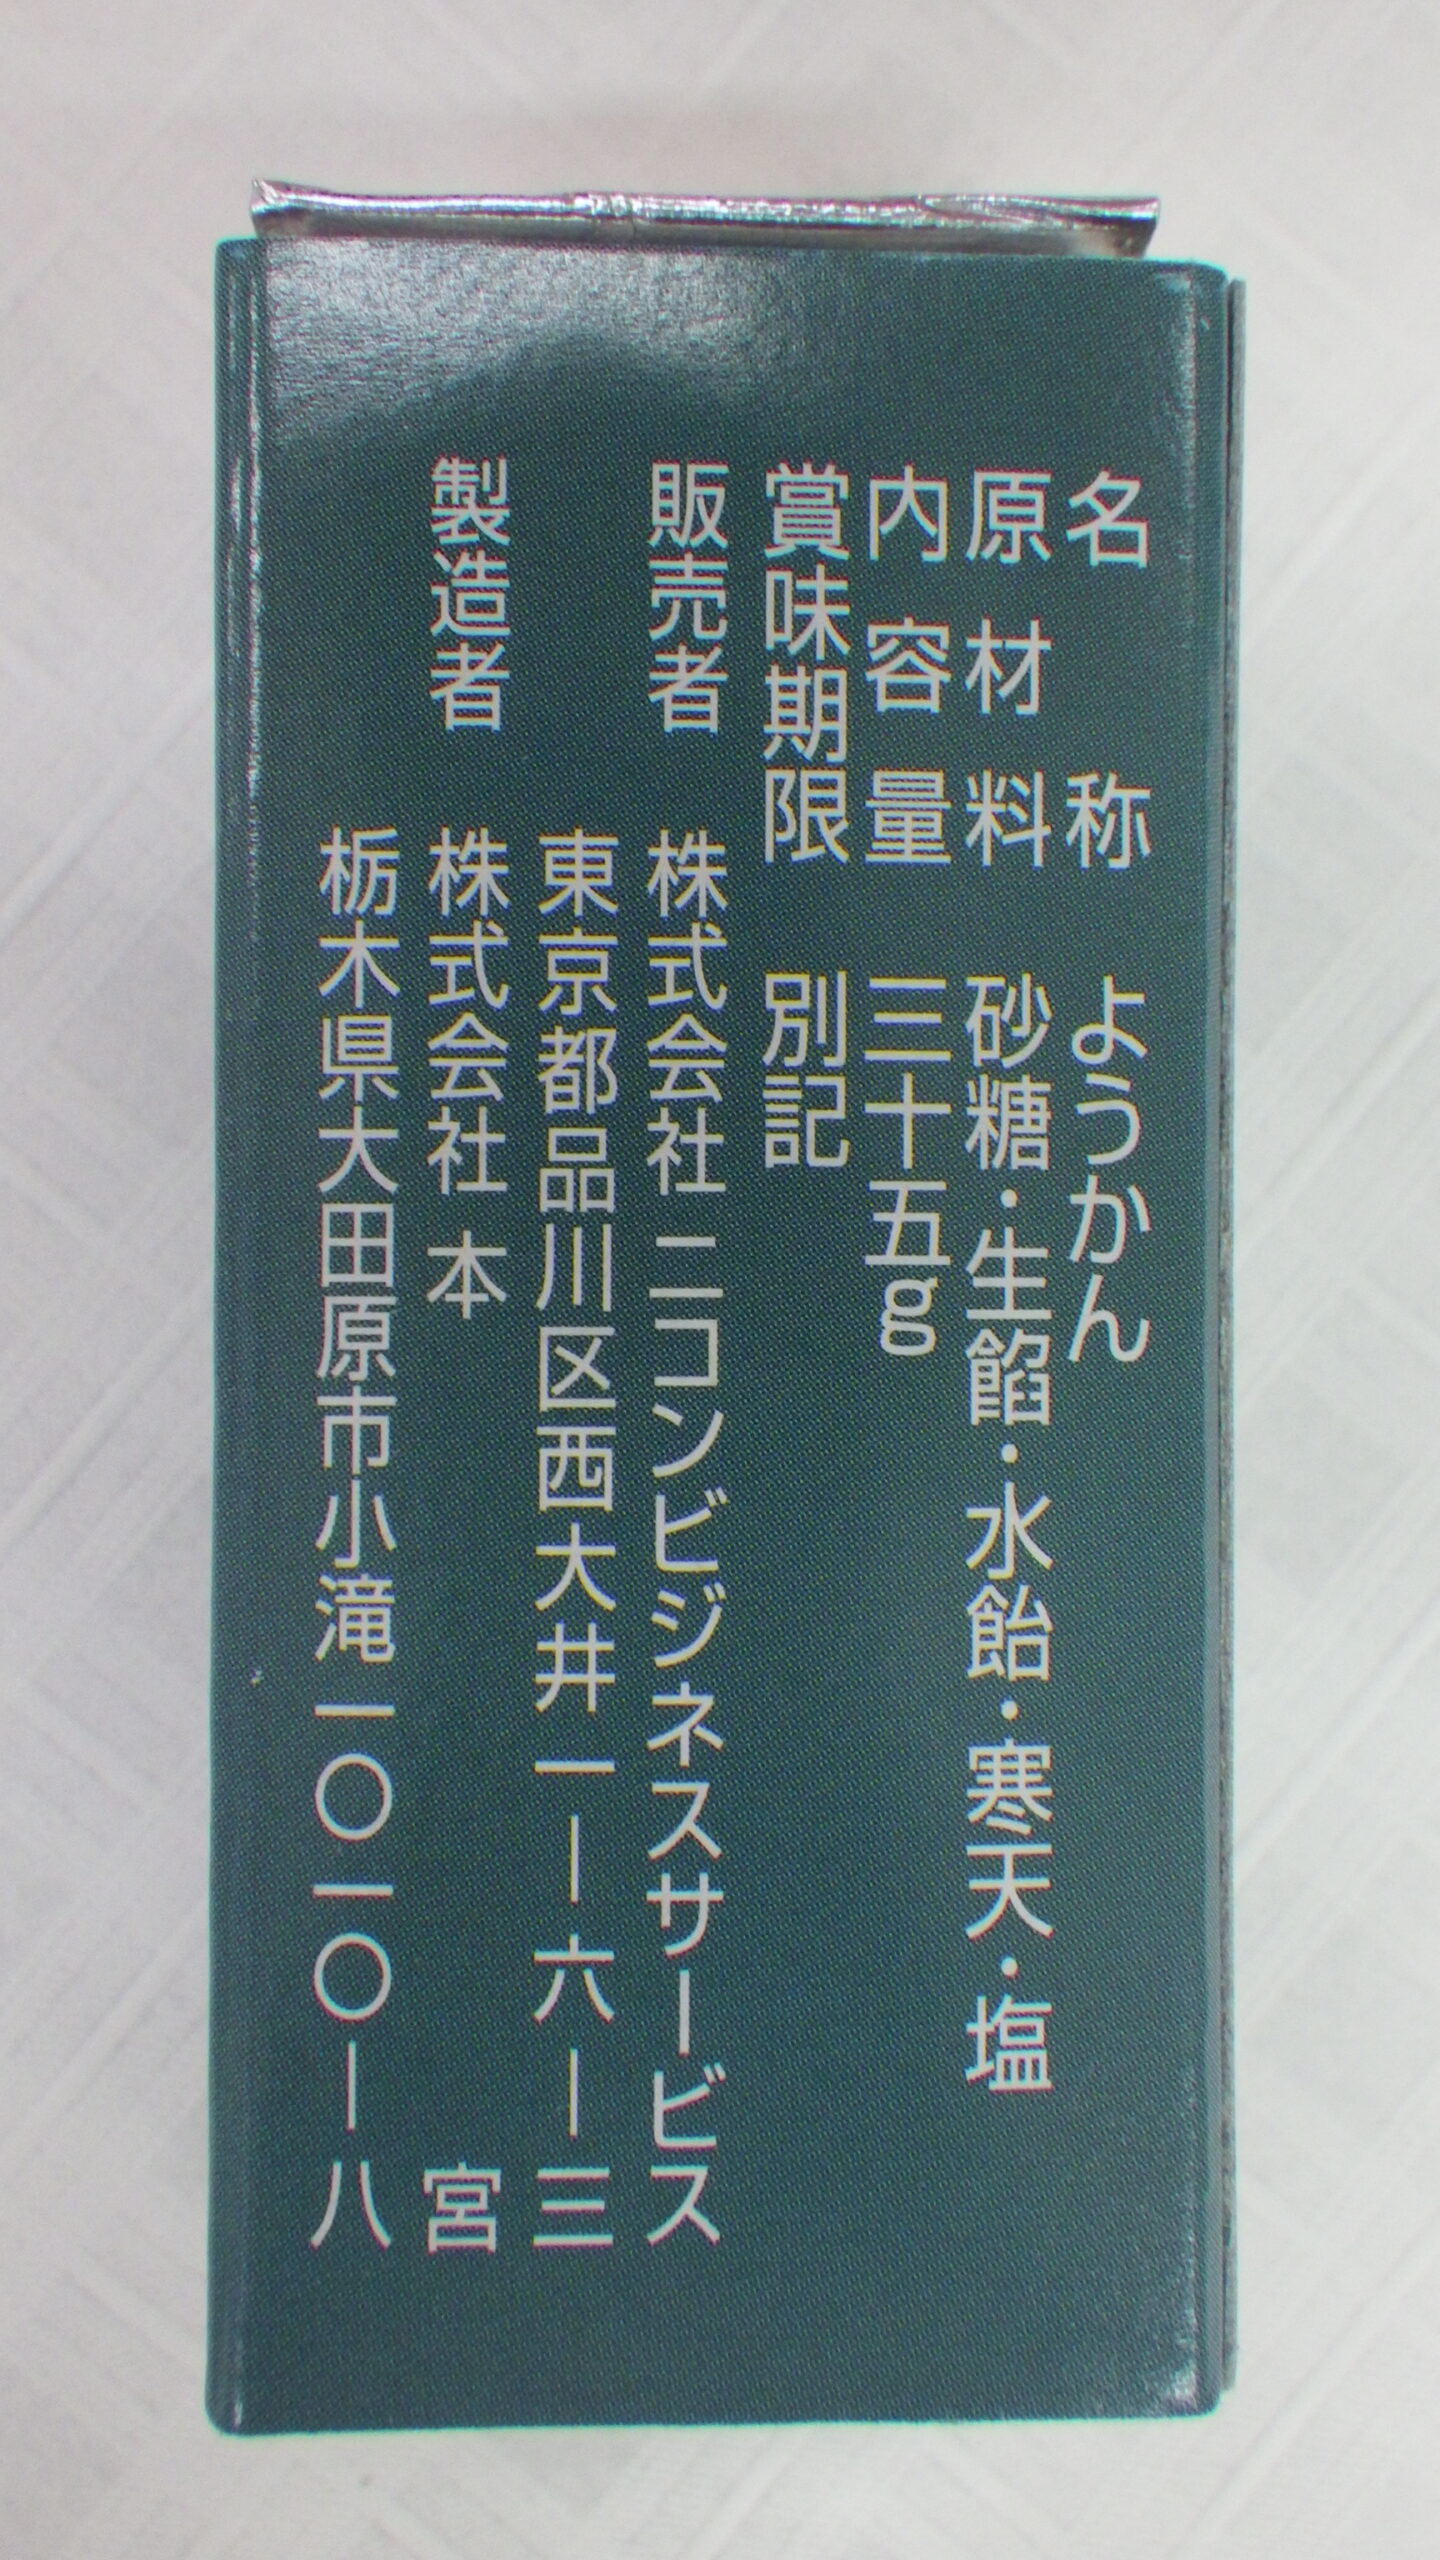 名称 ようかん
原材料 砂糖・生餡・水飴・寒天・塩
内容量 三十五g
賞味期限 別記
販売者 株式会社 ニコンビジネスサービス
東京都品川区西大井一ー六ー三
製造者 株式会社 本宮
栃木県大田原市小滝一〇一〇ー八